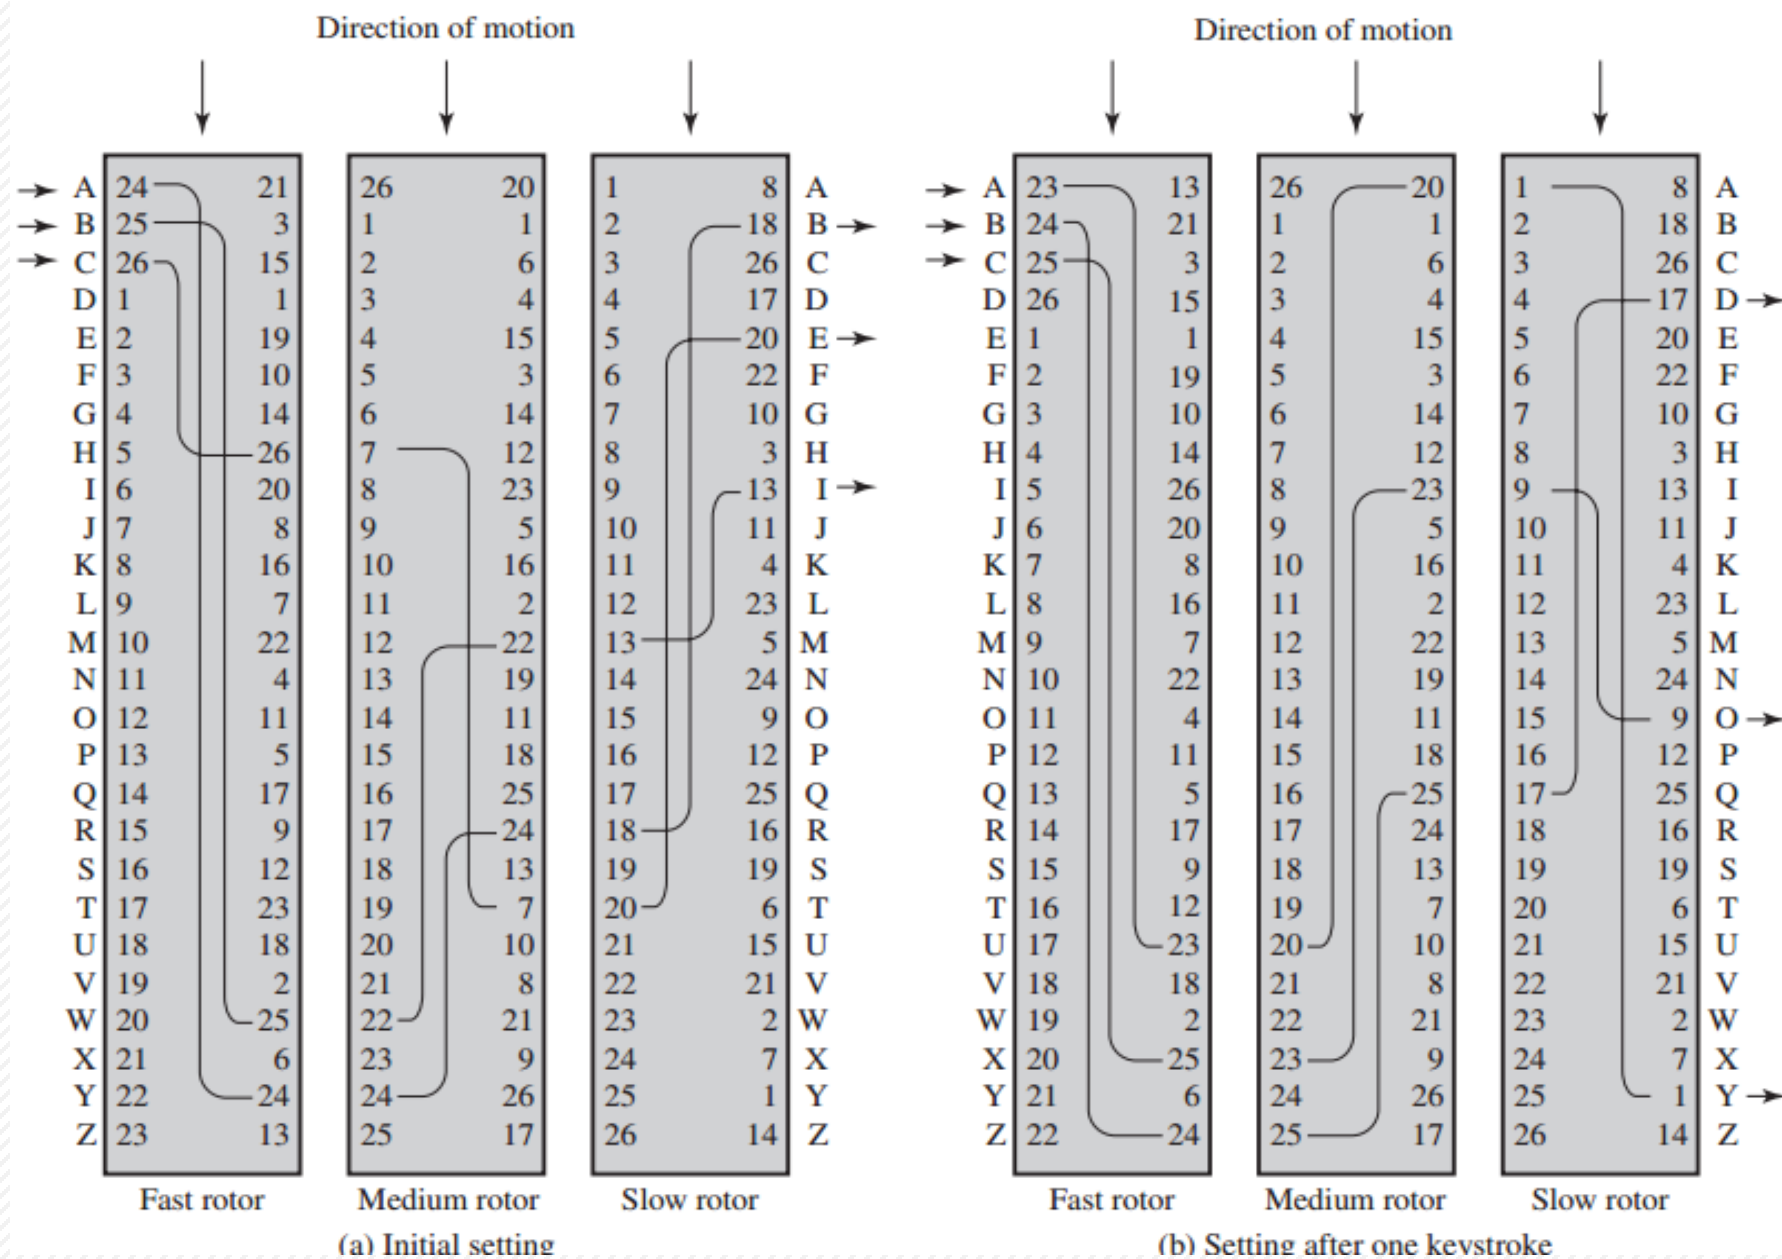 Direction of motion Direction of motion
A 24 21 26 20 1 8 A A 23 13 26 20 1 8 A
B 25 3 1 1 2 18 B B 24 21 1 1 2 18 B
C 26 15 2 6 3 26 C C 25 3 2 6 3 26 C
D 1 1 3 4 4 17 D D 26 15 3 4 4 17 D
E 2 19 4 15 5 20 E E 1 1 4 15 5 20 E
F 3 10 5 3 6 22 F F 2 19 5 3 6 22 F
G 4 14 6 14 7 10 G G 3 10 6 14 7 10 G
H 5 26 7 12 8 3 H H 4 14 7 12 8 3 H
I 6 20 8 23 9 13 I I 5 26 8 23 9 13 I
J 7 8 9 5 10 11 J J 6 20 9 5 10 11 J
K 8 16 10 16 11 4 K K 7 8 10 16 11 4 K
L 9 7 11 2 12 23 L L 8 16 11 2 12 23 L
M 10 22 12 22 13 5 M M 9 7 12 22 13 5 M
N 11 4 13 19 14 24 N N 10 22 13 19 14 24 N
O 12 11 14 11 15 9 O O 11 4 14 11 15 9 O
P 13 5 15 18 16 12 P P 12 11 15 18 16 12 P
Q 14 17 16 25 17 25 Q Q 13 5 16 25 17 25 Q
R 15 9 17 24 18 16 R R 14 17 17 24 18 16 R
S 16 12 18 13 19 19 S S 15 9 18 13 19 19 S
T 17 23 19 7 20 6 T T 16 12 19 7 20 6 T
U 18 18 20 10 21 15 U U 17 23 20 10 21 15 U
V 19 2 21 8 22 21 V V 18 18 21 8 22 21 V
W 20 25 22 21 23 2 W W 19 2 22 21 23 2 W
X 21 6 23 9 24 7 X X 20 25 23 9 24 7 X
Y 22 24 24 26 25 1 Y Y 21 6 24 26 25 1 Y
Z 23 13 25 17 26 14 Z Z 22 24 25 17 26 14 Z
Fast rotor Medium rotor Slow rotor Fast rotor Medium rotor Slow rotor
(a) Initial setting (b) Setting after one keystroke